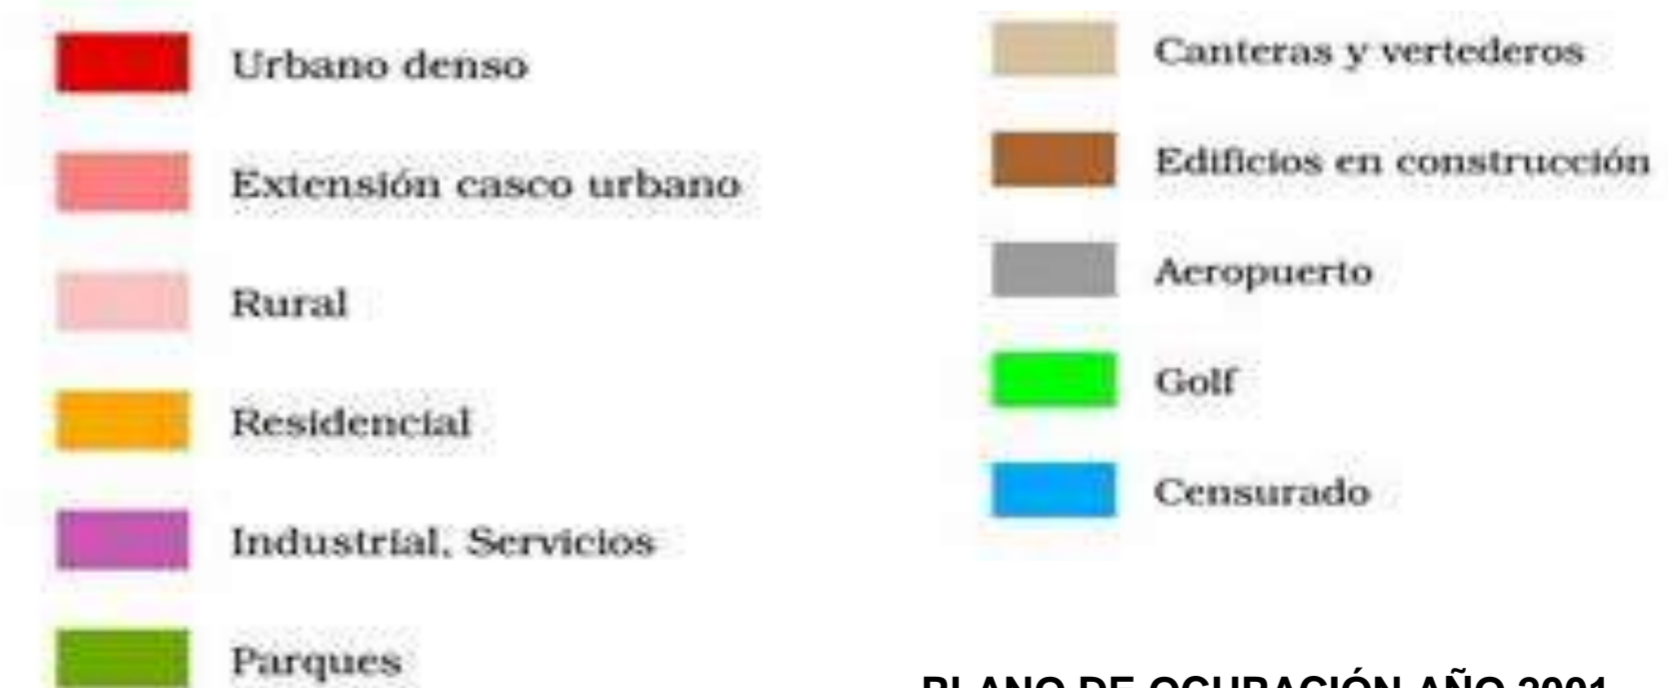 Urbano denso
Extensión casco urbano
Rural
Residencial
Industrial, Servicios
Parques
Canteras y vertederos
Edificios en construcción
Aeropuerto
Golf
Censurado
PLANO DE OCUPACIÓN AÑO 2001